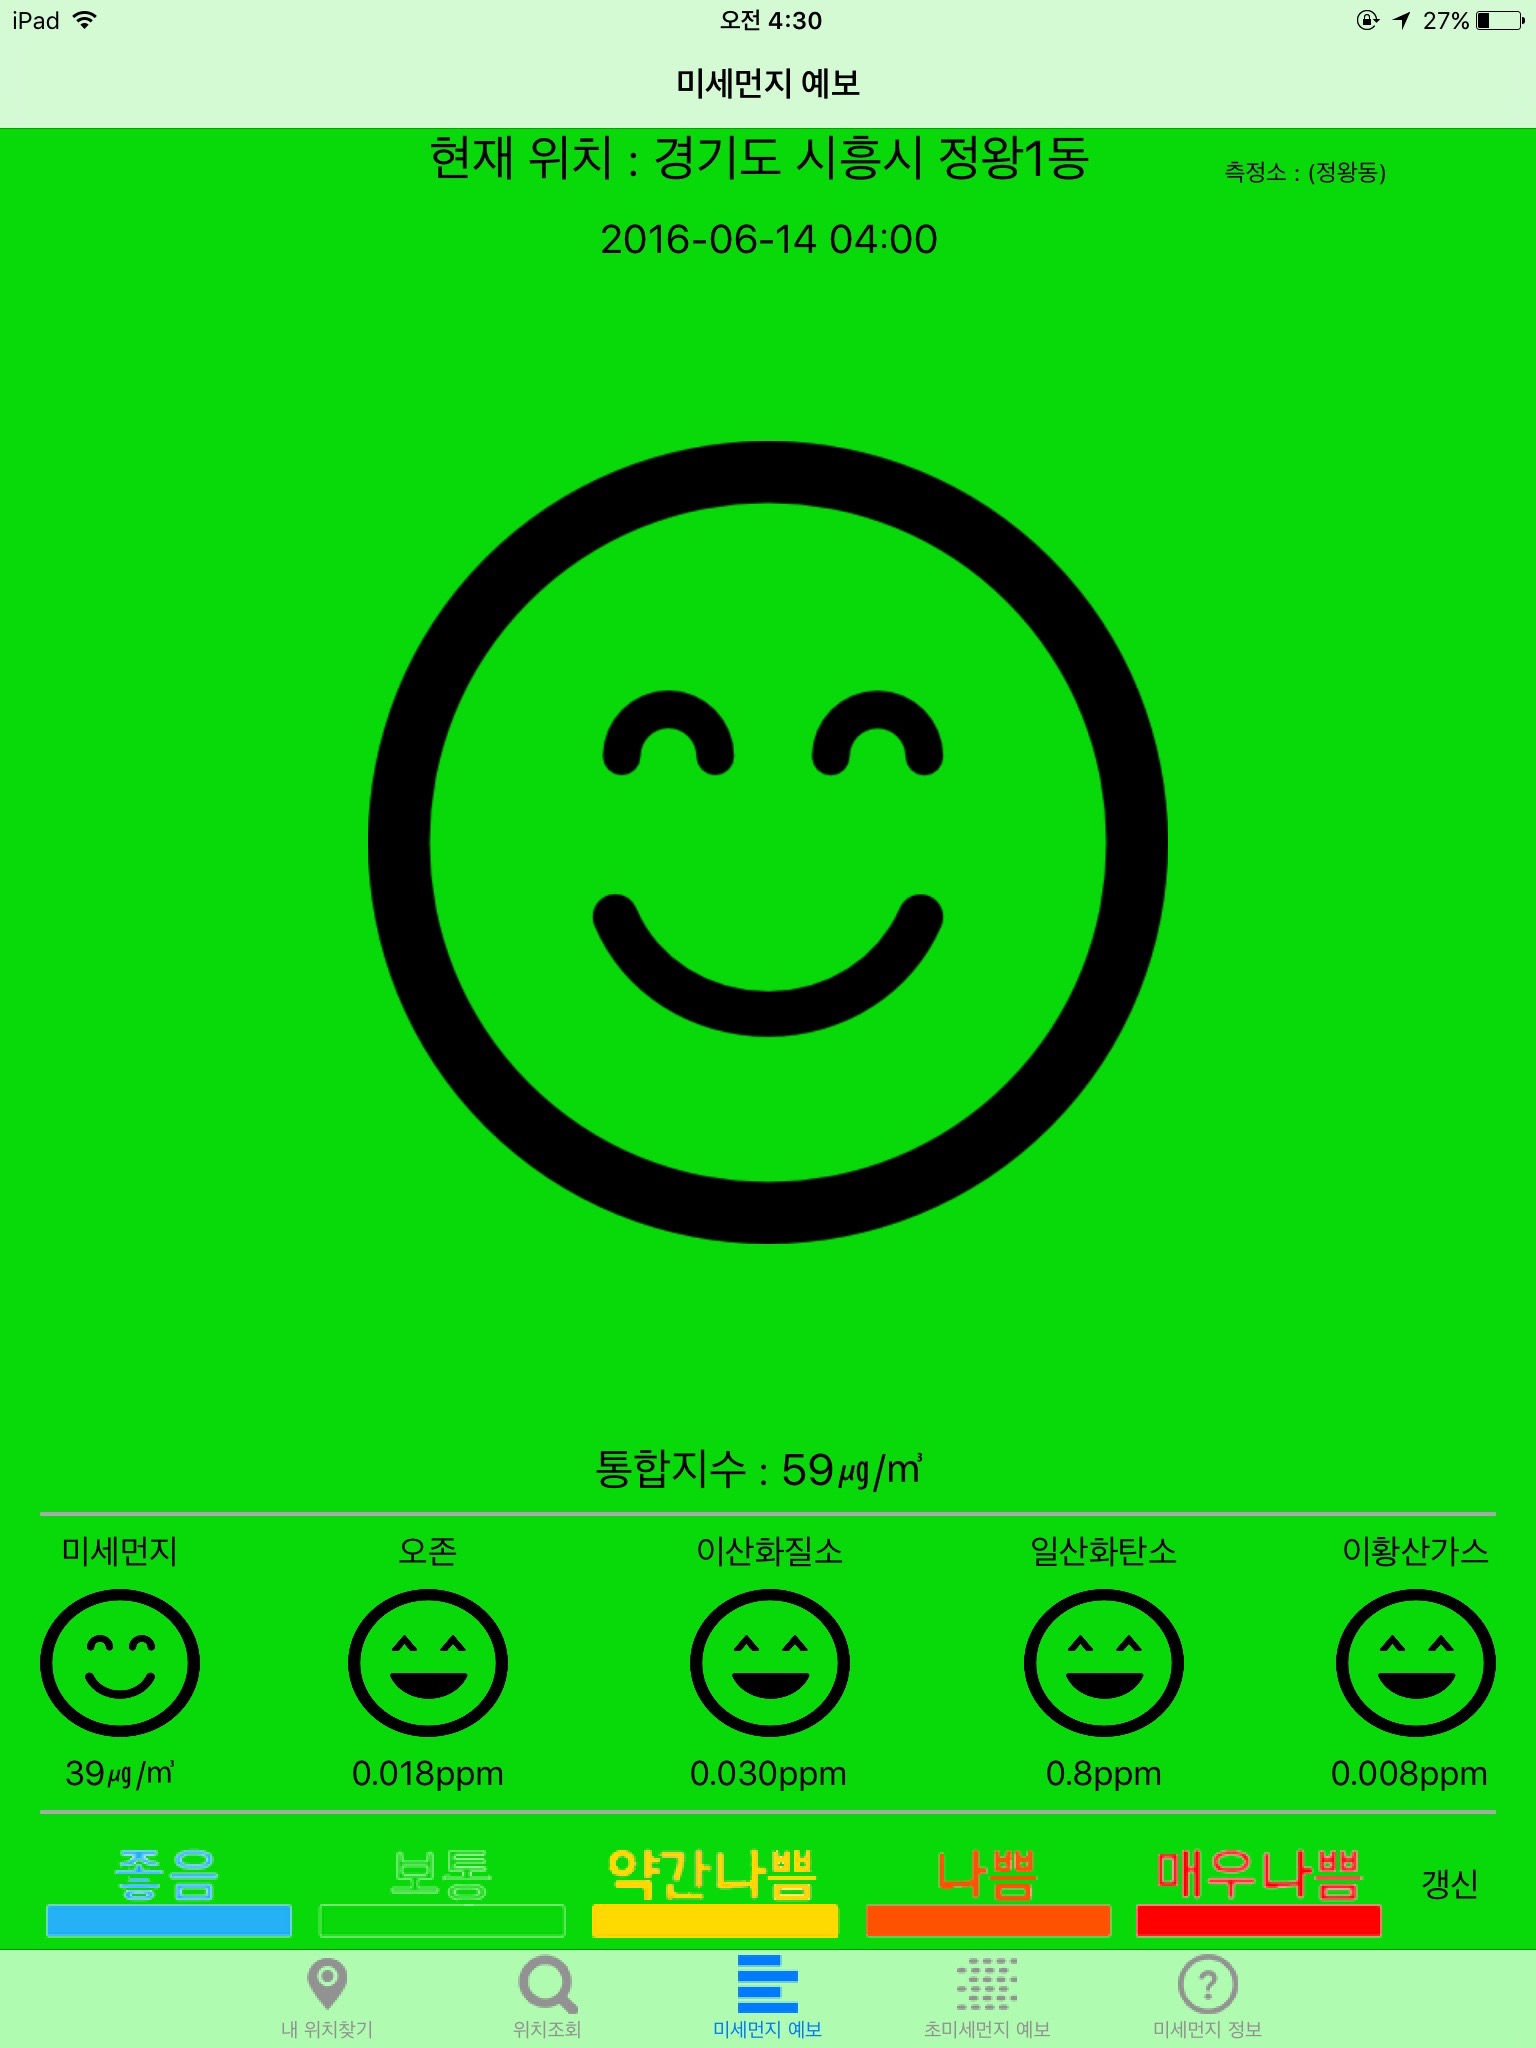 iPad 오전 4:30 27%
미세먼지 예보
현재 위치 : 경기도 시흥시 정왕1동 측정소 : (정왕동)
2016-06-14 04:00
통합지수 : 59㎍/㎥
미세먼지 오존 이산화질소 일산화탄소 이황산가스
39㎍/㎥ 0.018ppm 0.030ppm 0.8ppm 0.008ppm
좋음 보통 약간나쁨 나쁨 매우나쁨 갱신
내 위치찾기 위치조회 미세먼지 예보 초미세먼지 예보 미세먼지 정보